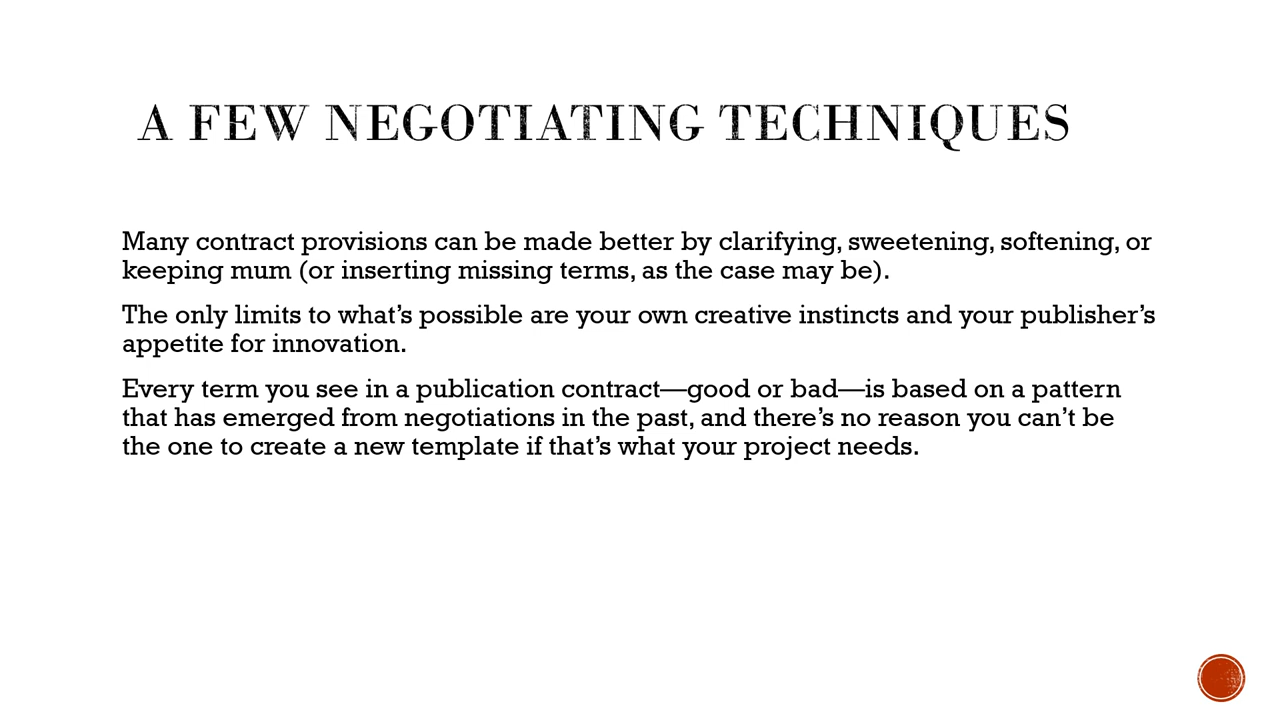 A FEW NEGOTIATING TECHNIQUES
Many contract provisions can be made better by clarifying, sweetening, softening, or
keeping mum (or inserting missing terms, as the case may be).
The only limits to what’s possible are your own creative instincts and your publisher’s
appetite for innovation.
Every term you see in a publication contract—good or bad—is based on a pattern
that has emerged from negotiations in the past, and there’s no reason you can’t be
the one to create a new template if that’s what your project needs.